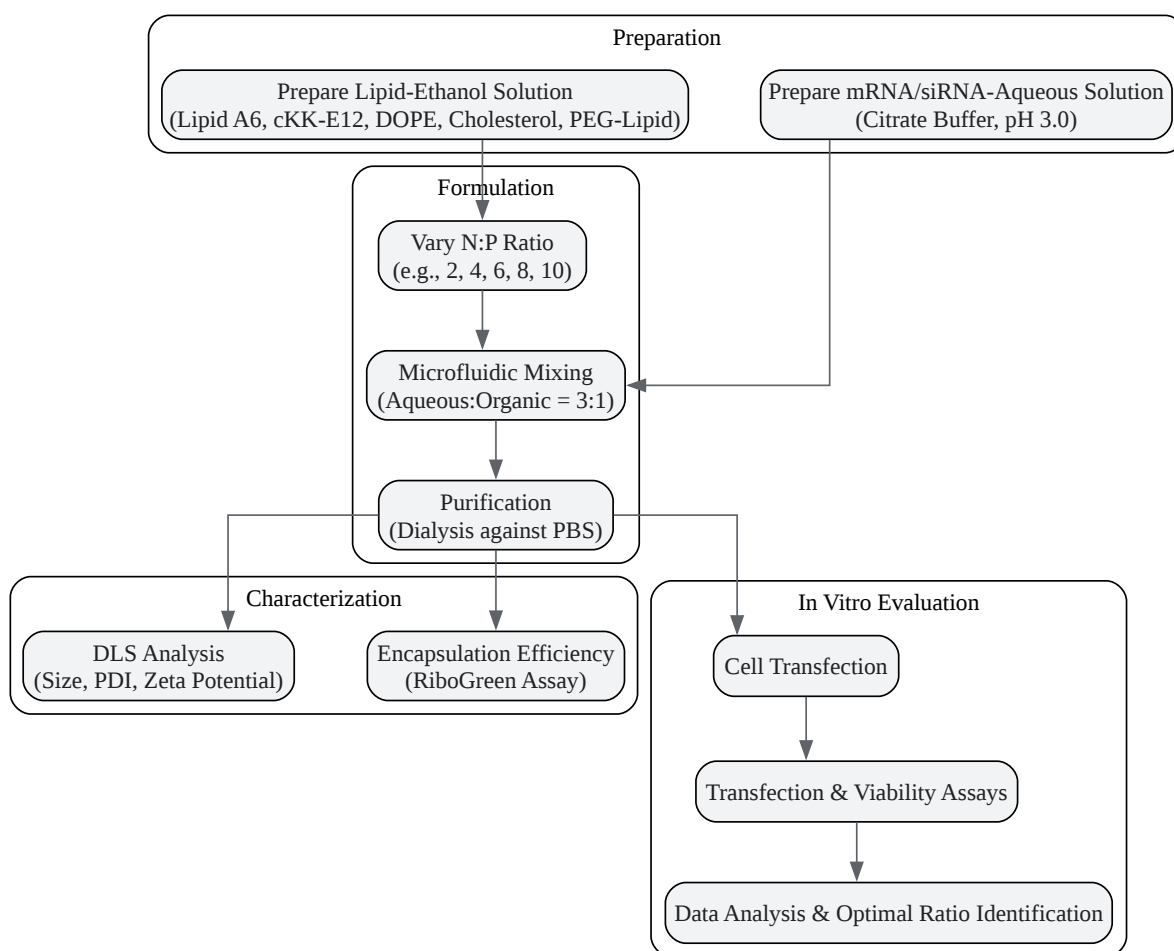 Preparation
Prepare Lipid-Ethanol Solution
(Lipid A6, cKK-E12, DOPE, Cholesterol, PEG-Lipid)
Prepare mRNA/siRNA-Aqueous Solution
(Citrate Buffer, pH 3.0)
Formulation
Vary N:P Ratio
(e.g., 2, 4, 6, 8, 10)
Microfluidic Mixing
(Aqueous:Organic = 3:1)
Purification
(Dialysis against PBS)
Characterization
DLS Analysis
(Size, PDI, Zeta Potential)
Encapsulation Efficiency
(RiboGreen Assay)
In Vitro Evaluation
Cell Transfection
Transfection & Viability Assays
Data Analysis & Optimal Ratio Identification